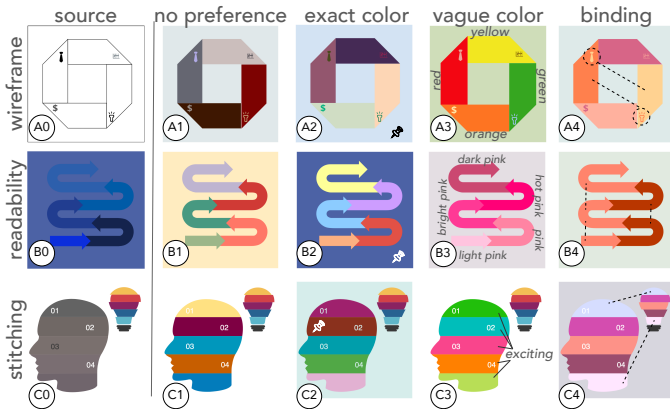 source no preference exact color vague color binding
wireframe
yellow
red
green
orange
$ $ $ $ $
A0 A1 A2 A3 A4
readability
dark pink
bright pink
hot pink
pink
light pink
B0 B1 B2 B3 B4
stitching
01 01 01 01 01
02 02 02 02 02
03 03 03 03 03
exciting
04 04 04 04 04
C0 C1 C2 C3 C4